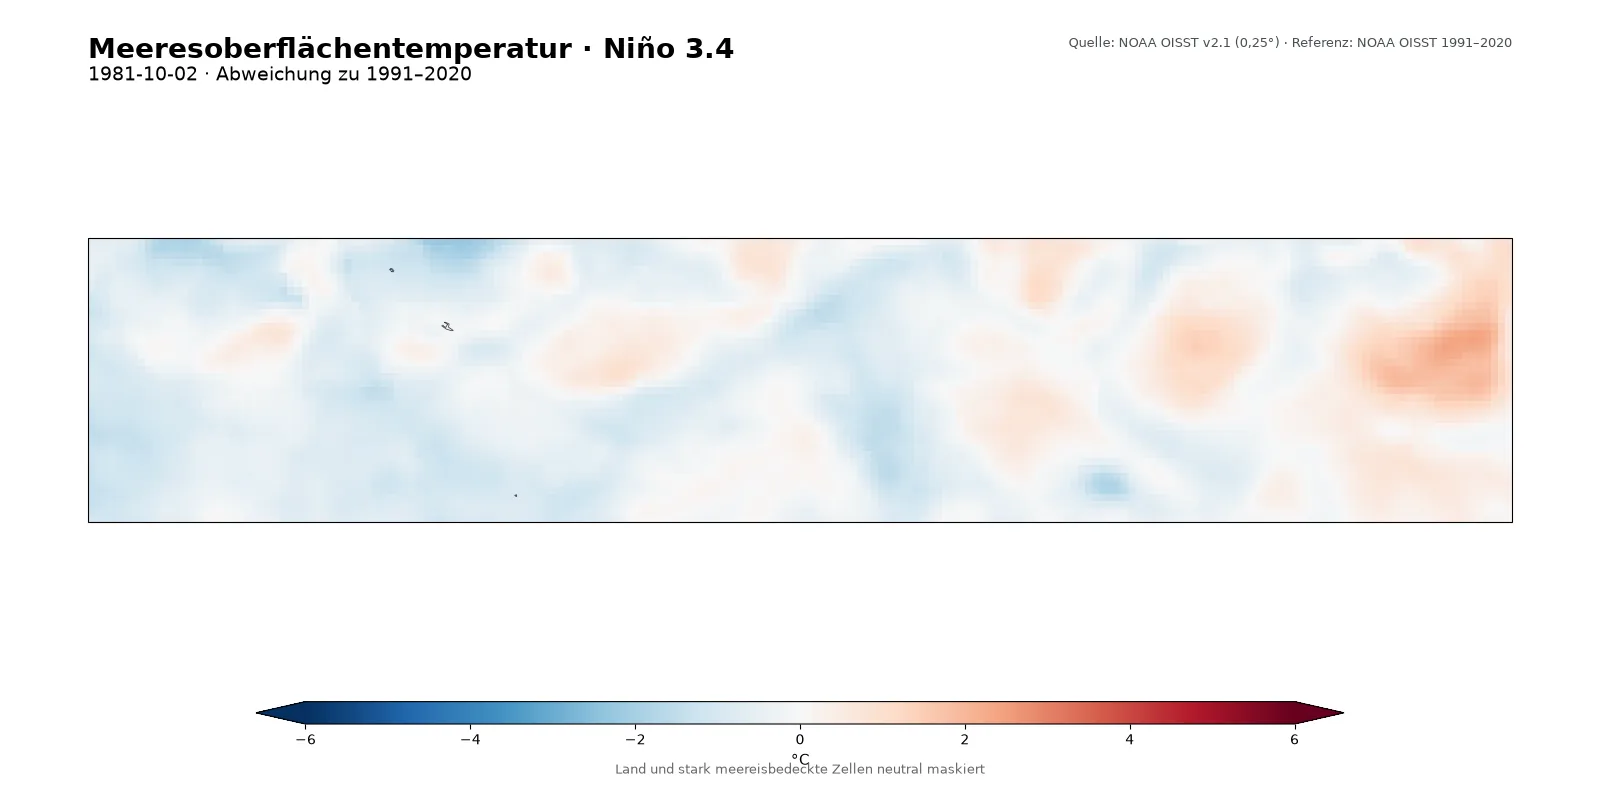 Meeresoberflächentemperatur · Niño 3.4
1981-10-02 · Abweichung zu 1991–2020
Quelle: NOAA OISST v2.1 (0,25°) · Referenz: NOAA OISST 1991–2020
−6 −4 −2 0 2 4 6
°C
Land und stark meereisbedeckte Zellen neutral maskiert